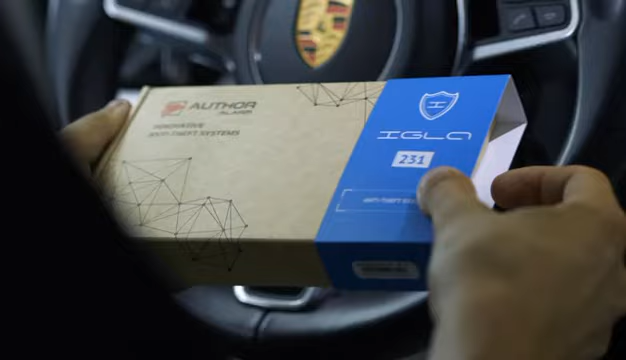 AUTHOR
ALARM
INNOVATIVE
ANTI-THEFT SYSTEMS
IGLA
231